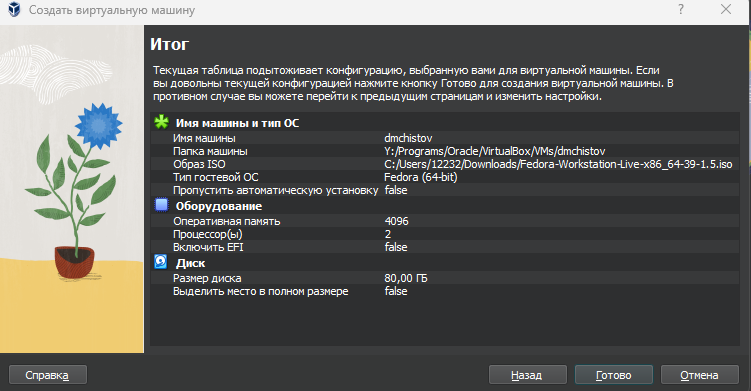 Создать виртуальную машину
Итог
Текущая таблица подытоживает конфигурацию, выбранную вами для виртуальной машины. Если
вы довольны текущей конфигурацией нажмите кнопку Готово для создания виртуальной машины. В
противном случае вы можете перейти к предыдущим страницам и изменить настройки.
Имя машины и тип ОС
Имя машины dmchistov
Папка машины Y:/Programs/Oracle/VirtualBox/VMs/dmchistov
Образ ISO C:/Users/12232/Downloads/Fedora-Workstation-Live-x86_64-39-1.5.iso
Тип гостевой ОС Fedora (64-bit)
Пропустить автоматическую установку false
Оборудование
Оперативная память 4096
Процессор(ы) 2
Включить EFI false
Диск
Размер диска 80,00 ГБ
Выделить место в полном размере false
Справка Назад Готово Отмена